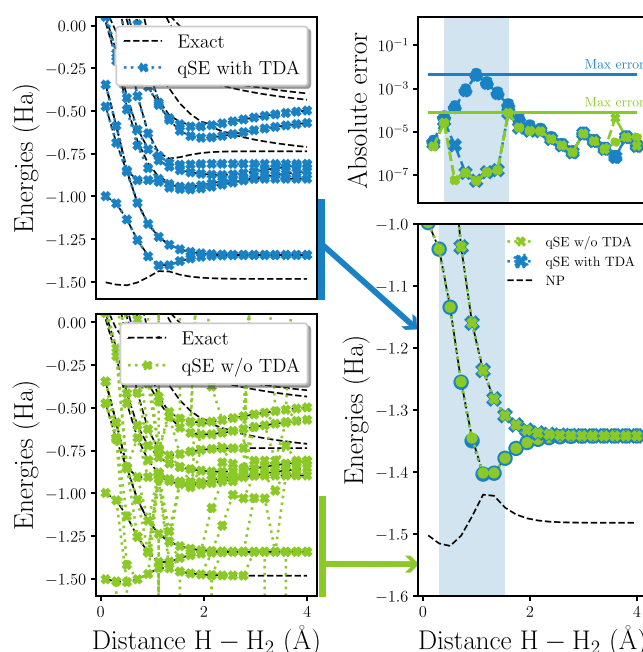 0.00
−0.25
−0.50
−0.75
−1.00
−1.25
−1.50
Energies (Ha)
Exact
qSE with TDA
10⁻¹
10⁻³
10⁻⁵
10⁻⁷
Absolute error
Max error
Max error
0.00
−0.25
−0.50
−0.75
−1.00
−1.25
−1.50
Energies (Ha)
Exact
qSE w/o TDA
0
2
4
Distance H − H₂ (Å)
−1.0
−1.1
−1.2
−1.3
−1.4
−1.5
−1.6
Energies (Ha)
qSE w/o TDA
qSE with TDA
NP
0
2
4
Distance H − H₂ (Å)